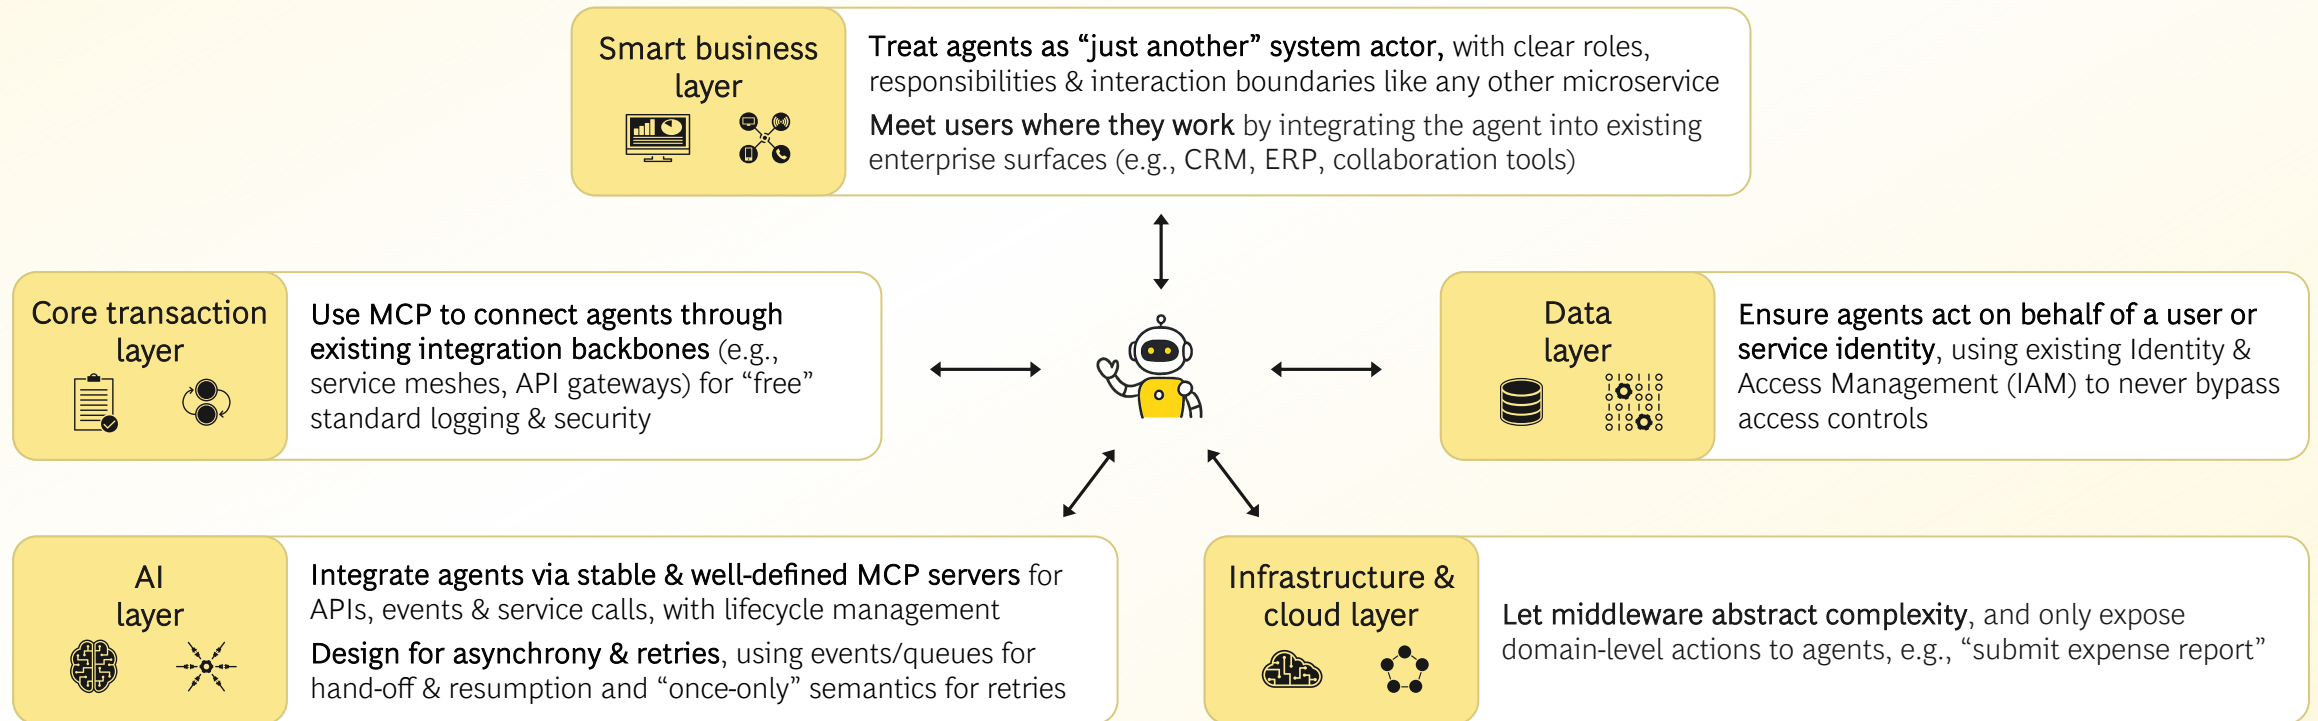 Smart business
layer
Treat agents as “just another” system actor, with clear roles,
responsibilities & interaction boundaries like any other microservice
Meet users where they work by integrating the agent into existing
enterprise surfaces (e.g., CRM, ERP, collaboration tools)
Core transaction
layer
Use MCP to connect agents through
existing integration backbones (e.g.,
service meshes, API gateways) for “free”
standard logging & security
Data
layer
Ensure agents act on behalf of a user or
service identity, using existing Identity &
Access Management (IAM) to never bypass
access controls
AI
layer
Integrate agents via stable & well-defined MCP servers for
APIs, events & service calls, with lifecycle management
Design for asynchrony & retries, using events/queues for
hand-off & resumption and “once-only” semantics for retries
Infrastructure &
cloud layer
Let middleware abstract complexity, and only expose
domain-level actions to agents, e.g., “submit expense report”